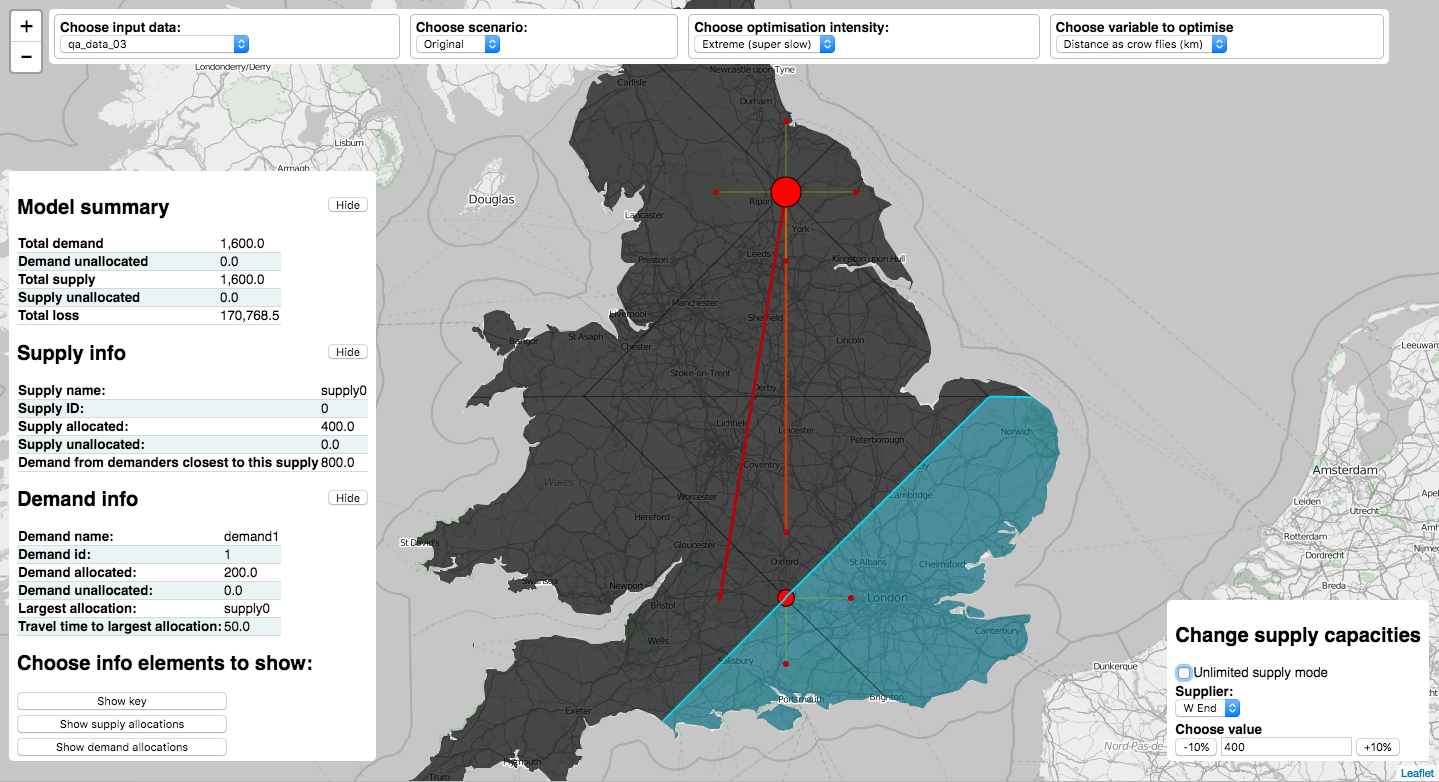 +
−
Choose input data:
qa_data_03
Choose scenario:
Original
Choose optimisation intensity:
Extreme (super slow)
Choose variable to optimise
Distance as crow flies (km)
Londonderry/Derry
Lisburn
Armagh
Douglas
Carlisle
Newcastle upon Tyne
Durham
Ripon
Lancaster
York
Leeds
Preston
Kingston upon Hull
Manchester
Liverpool
Sheffield
St Asaph
Bangor
Chester
Lincoln
Stoke-on-Trent
Derby
Lichfield
Leicester
Peterborough
Norwich
Coventry
Ely
Wales
Worcester
Cambridge
Hereford
St David's
Gloucester
Oxford
St Albans
Chelmsford
Swansea
Newport
Bristol
London
Wells
Canterbury
Salisbury
Portsmouth
Brighton
Exeter
Plymouth
Truro
Leeuward
Amsterdam
Leiden
Utrecht
Apel
Rotterdam
Arnh
Dordrecht
Nijme
Breda
Dunkerque
Nord-Pas-de-
Model summary
Hide
Total demand 1,600.0
Demand unallocated 0.0
Total supply 1,600.0
Supply unallocated 0.0
Total loss 170,768.5
Supply info
Hide
Supply name: supply0
Supply ID: 0
Supply allocated: 400.0
Supply unallocated: 0.0
Demand from demanders closest to this supply 800.0
Demand info
Hide
Demand name: demand1
Demand id: 1
Demand allocated: 200.0
Demand unallocated: 0.0
Largest allocation: supply0
Travel time to largest allocation: 50.0
Choose info elements to show:
Show key
Show supply allocations
Show demand allocations
Change supply capacities
Unlimited supply mode
Supplier:
W End
Choose value
-10% 400 +10%
Leaflet